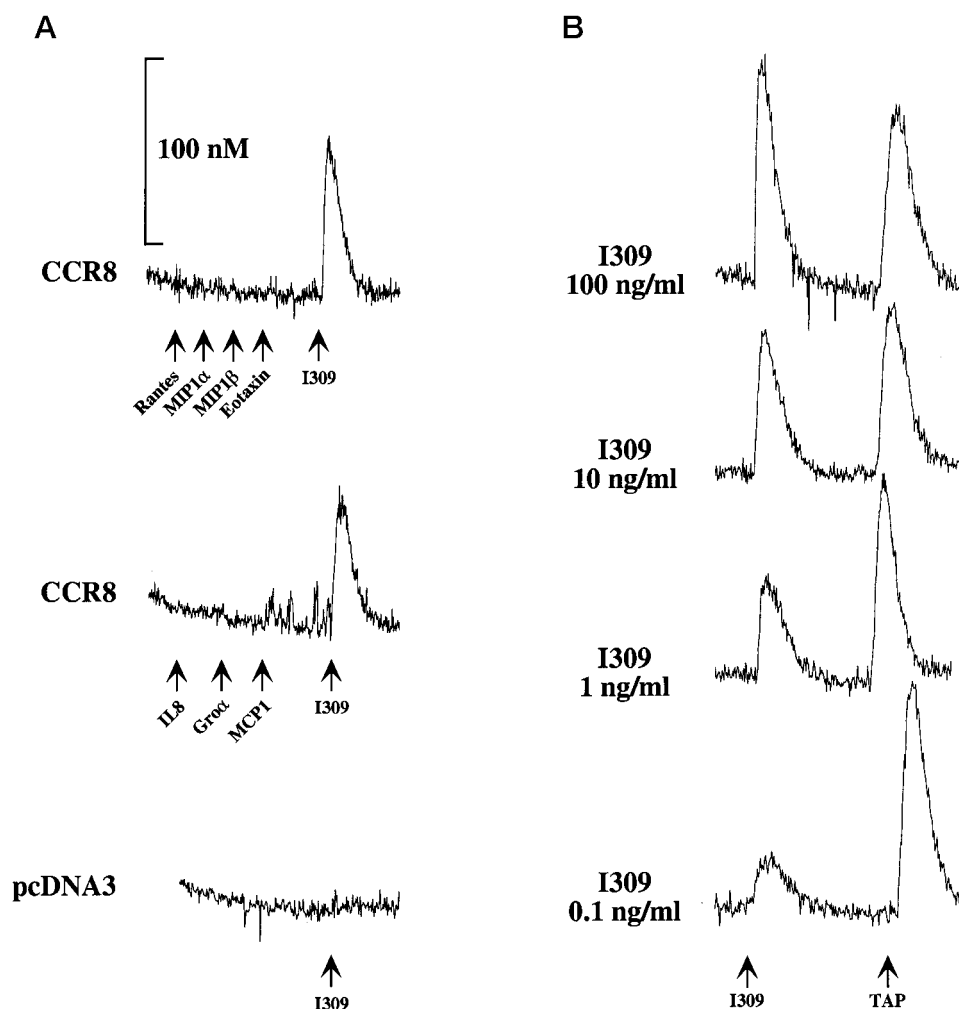 A
100 nM
CCR8
Rantes
MIP1α
MIP1β
Eotaxin
I309
CCR8
IL8
Groα
MCP1
I309
pcDNA3
I309
B
I309
100 ng/ml
I309
10 ng/ml
I309
1 ng/ml
I309
0.1 ng/ml
I309
TAP